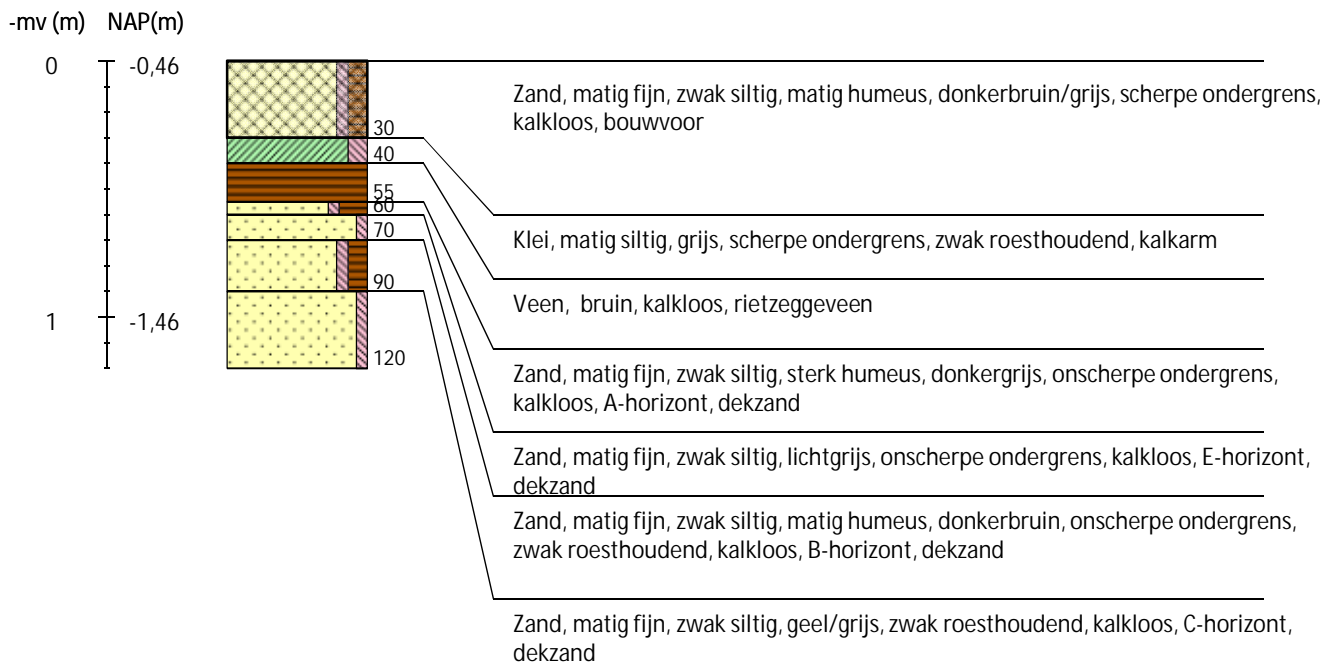 -mv (m) NAP(m)
0 -0,46
Zand, matig fijn, zwak siltig, matig humeus, donkerbruin/grijs, scherpe ondergrens,
kalkloos, bouwvoor
30
40
55
60
70
90
1 -1,46
120
Klei, matig siltig, grijs, scherpe ondergrens, zwak roesthoudend, kalkarm
Veen, bruin, kalkloos, rietzeggeveen
Zand, matig fijn, zwak siltig, sterk humeus, donkergrijs, onscherpe ondergrens,
kalkloos, A-horizont, dekzand
Zand, matig fijn, zwak siltig, lichtgrijs, onscherpe ondergrens, kalkloos, E-horizont,
dekzand
Zand, matig fijn, zwak siltig, matig humeus, donkerbruin, onscherpe ondergrens,
zwak roesthoudend, kalkloos, B-horizont, dekzand
Zand, matig fijn, zwak siltig, geel/grijs, zwak roesthoudend, kalkloos, C-horizont,
dekzand